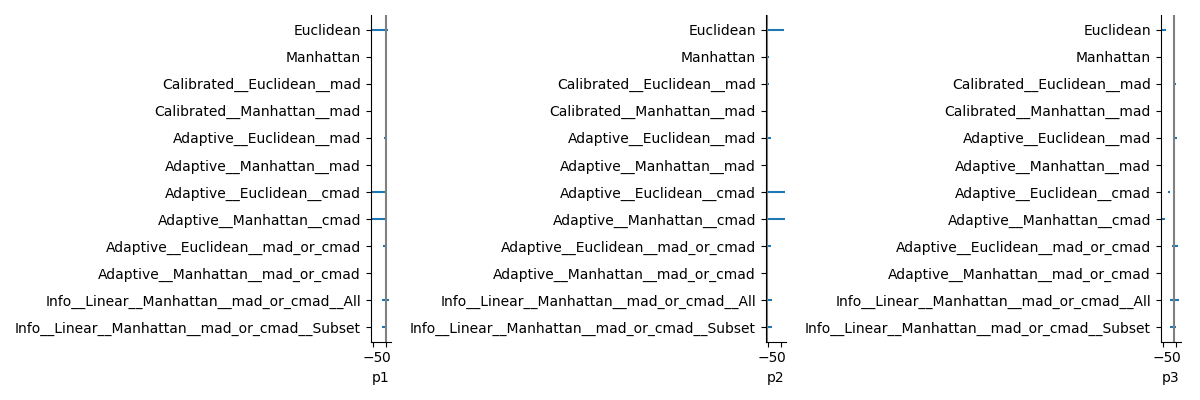 Euclidean
Manhattan
Calibrated__Euclidean__mad
Calibrated__Manhattan__mad
Adaptive__Euclidean__mad
Adaptive__Manhattan__mad
Adaptive__Euclidean__cmad
Adaptive__Manhattan__cmad
Adaptive__Euclidean__mad_or_cmad
Adaptive__Manhattan__mad_or_cmad
Info__Linear__Manhattan__mad_or_cmad__All
Info__Linear__Manhattan__mad_or_cmad__Subset
−50
p1
Euclidean
Manhattan
Calibrated__Euclidean__mad
Calibrated__Manhattan__mad
Adaptive__Euclidean__mad
Adaptive__Manhattan__mad
Adaptive__Euclidean__cmad
Adaptive__Manhattan__cmad
Adaptive__Euclidean__mad_or_cmad
Adaptive__Manhattan__mad_or_cmad
Info__Linear__Manhattan__mad_or_cmad__All
Info__Linear__Manhattan__mad_or_cmad__Subset
−50
p2
Euclidean
Manhattan
Calibrated__Euclidean__mad
Calibrated__Manhattan__mad
Adaptive__Euclidean__mad
Adaptive__Manhattan__mad
Adaptive__Euclidean__cmad
Adaptive__Manhattan__cmad
Adaptive__Euclidean__mad_or_cmad
Adaptive__Manhattan__mad_or_cmad
Info__Linear__Manhattan__mad_or_cmad__All
Info__Linear__Manhattan__mad_or_cmad__Subset
−50
p3